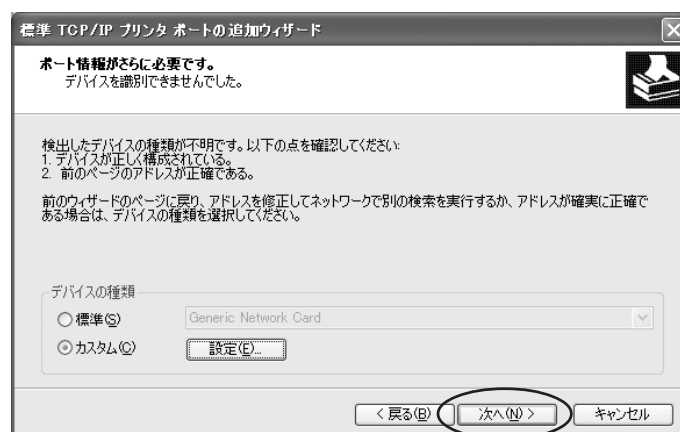 標準 TCP/IP プリンタ ポートの追加ウィザード
ポート情報がさらに必要です。
デバイスを識別できませんでした。
検出したデバイスの種類が不明です。以下の点を確認してください:
1. デバイスが正しく構成されている。
2. 前のページのアドレスが正確である。
前のウィザードのページに戻り、アドレスを修正してネットワークで別の検索を実行するか、アドレスが確実に正確で
ある場合は、デバイスの種類を選択してください。
デバイスの種類
標準(S)
Generic Network Card
カスタム(C)
設定(E)...
< 戻る(B)
次へ(N) >
キャンセル